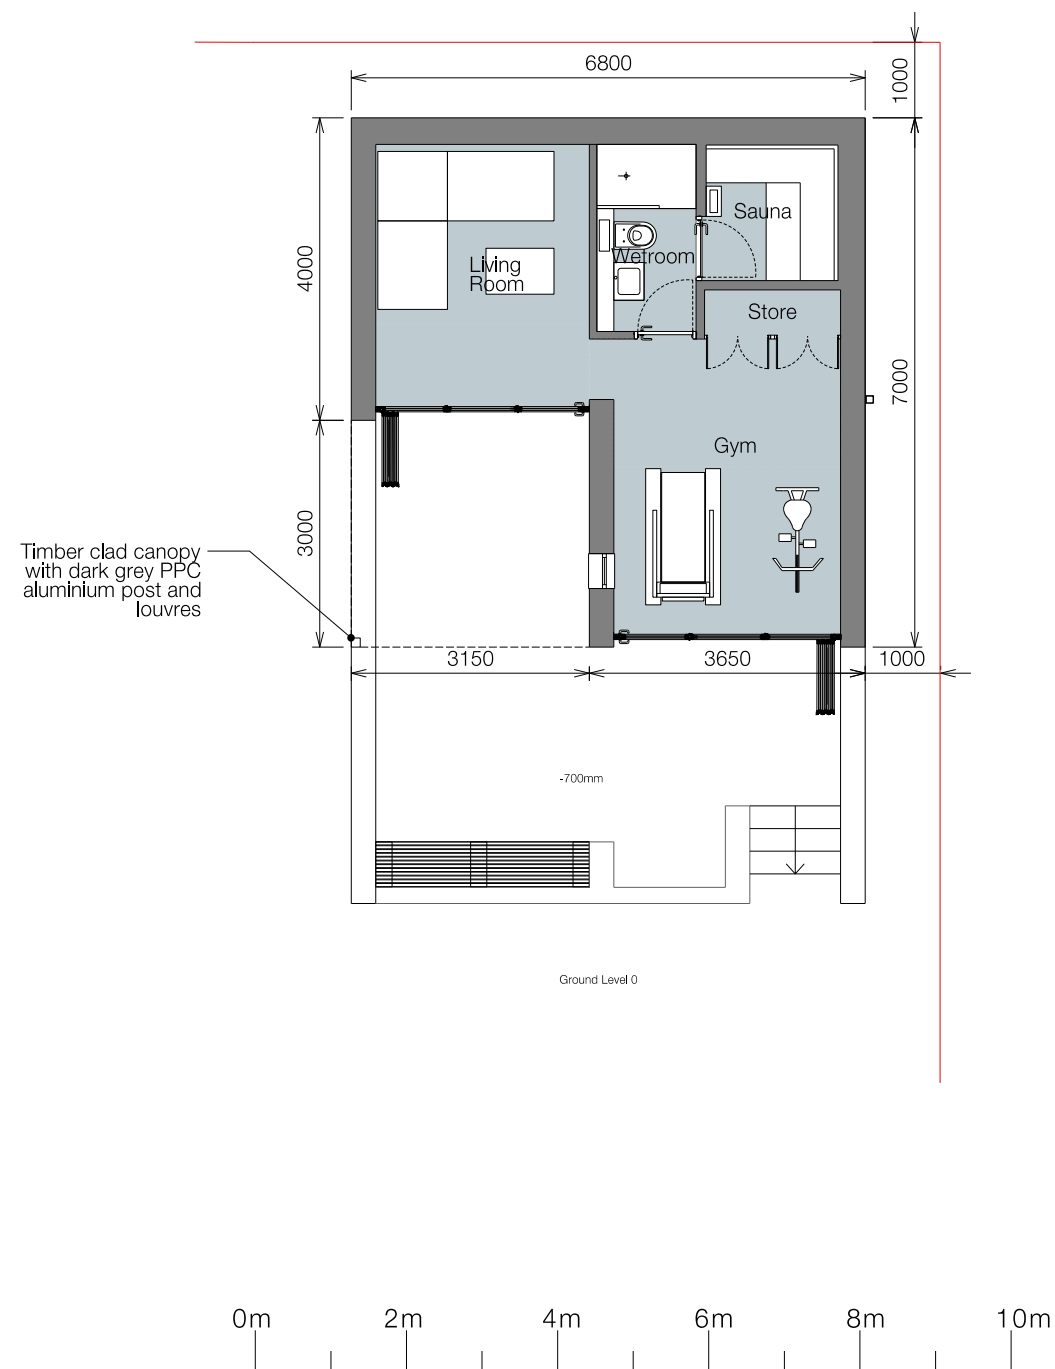 6800
1000
4000
Sauna
Wetroom
Living
Room
Store
7000
Gym
3000
Timber clad canopy
with dark grey PPC
aluminium post and
louvres
3150
3650
1000
-700mm
Ground Level 0
0m 2m 4m 6m 8m 10m